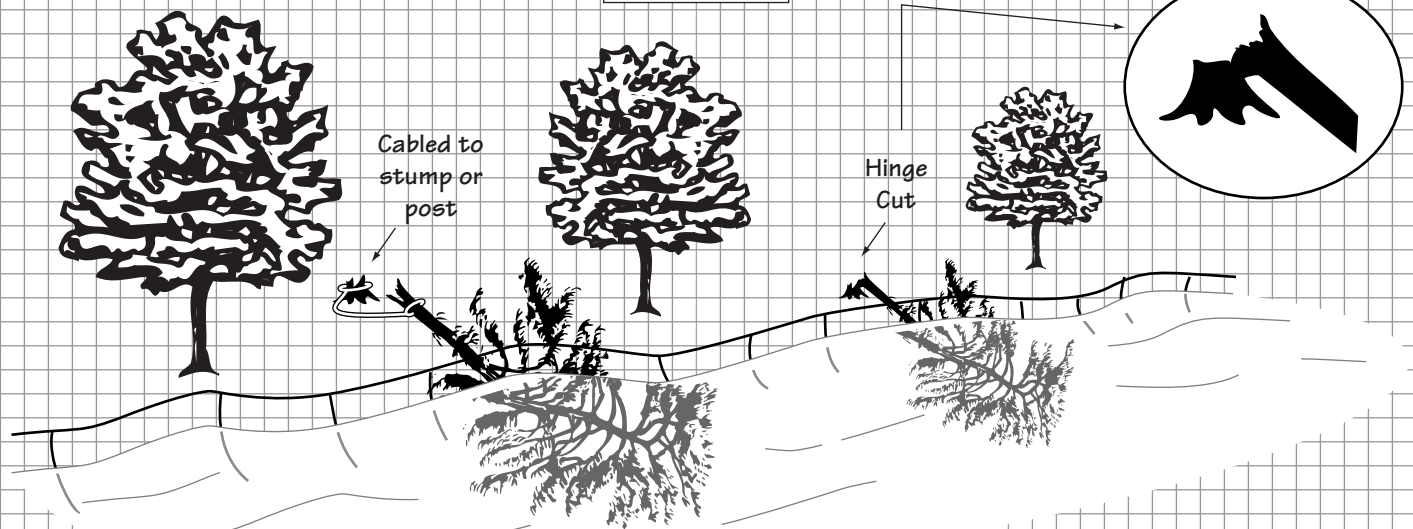 Cabled to
stump or
post
Hinge
Cut